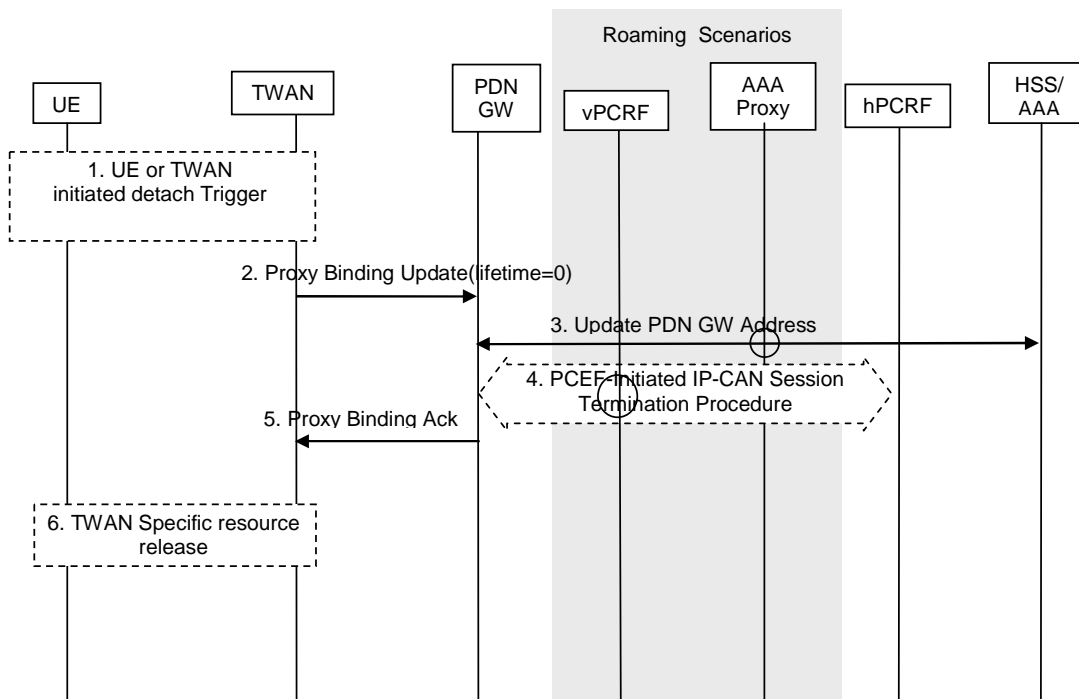 Roaming Scenarios
UE
TWAN
PDN
GW
vPCRF
AAA
Proxy
hPCRF
HSS/
AAA
1. UE or TWAN
initiated detach Trigger
2. Proxy Binding Update(lifetime=0)
3. Update PDN GW Address
4. PCEF-Initiated IP-CAN Session
Termination Procedure
5. Proxy Binding Ack
6. TWAN Specific resource
release